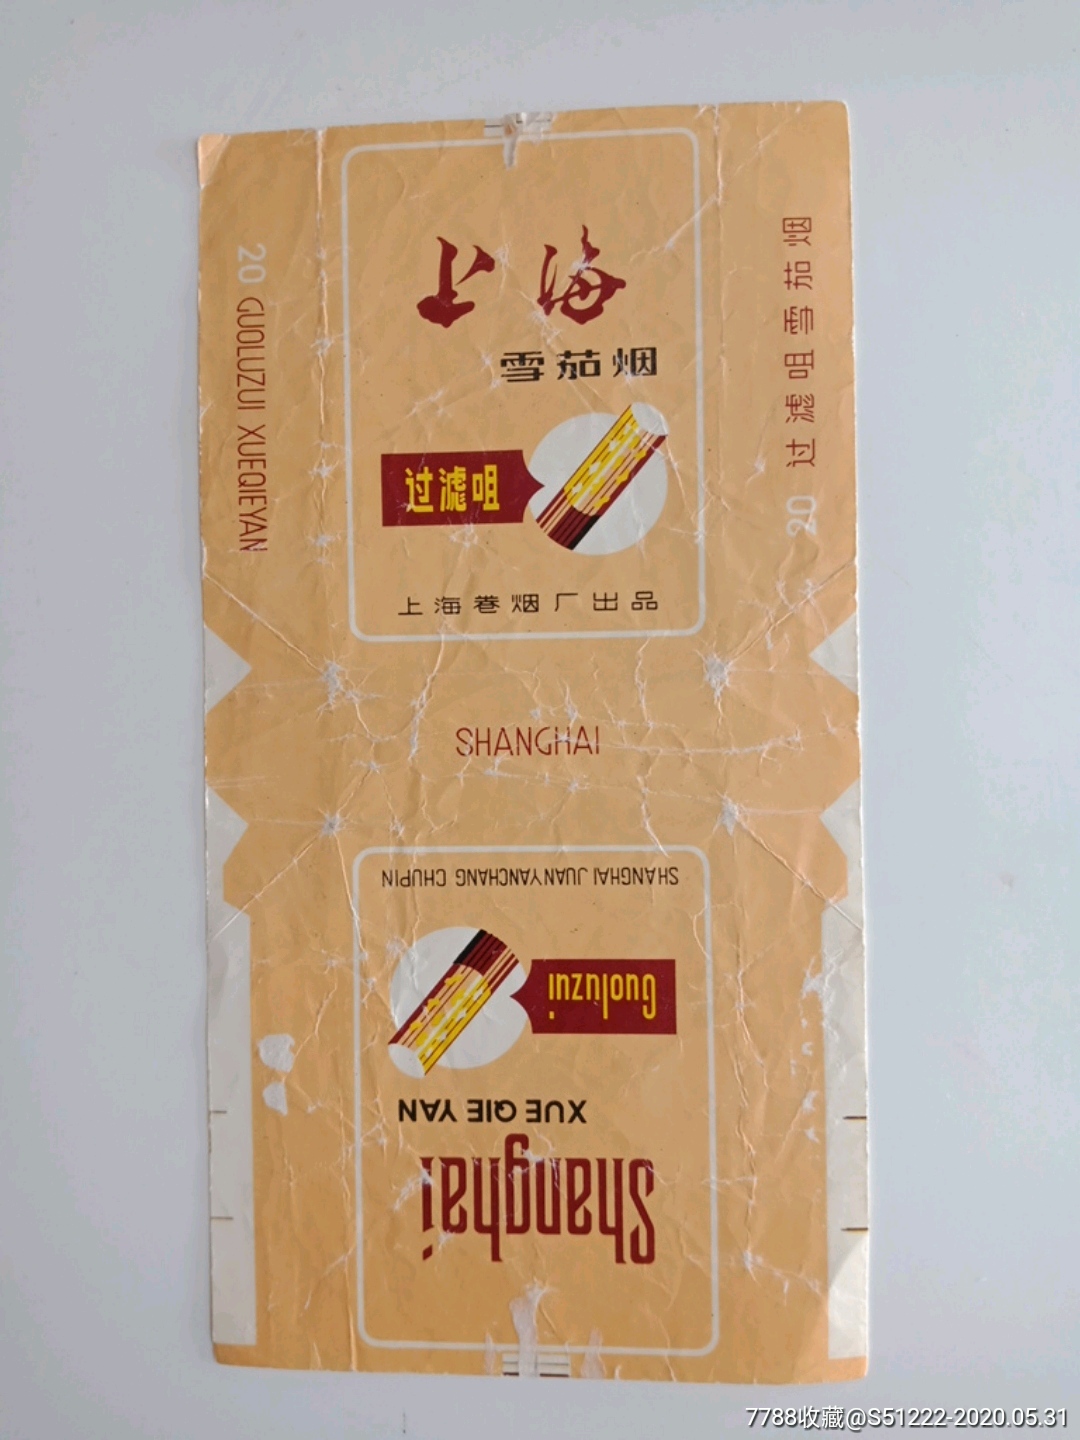 上海
雪茄烟
过滤咀
上海卷烟厂出品
20 GUOLUZUI XUEQIEYAN
20 过滤咀雪茄烟
SHANGHAI
Shanghai
XUE QIE YAN
Guoluzui
SHANGHAI JUANYANCHANG CHUPIN
7788收藏@S51222-2020.05.31